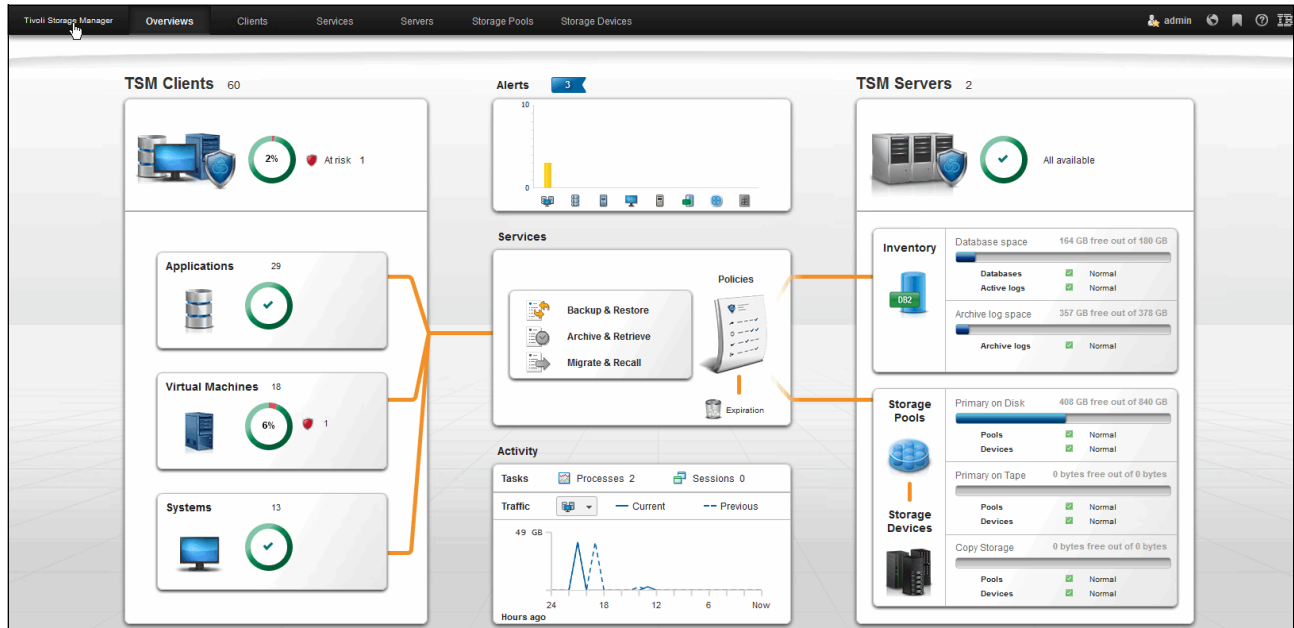 Tivoli Storage Manager Overviews Clients Services Servers Storage Pools Storage Devices admin
TSM Clients 60
2% At risk 1
Applications 29
Virtual Machines 18
6% 1
Systems 13
Alerts 3
10
0
Services
Policies
Backup & Restore
Archive & Retrieve
Migrate & Recall
Expiration
Activity
Tasks Processes 2 Sessions 0
Traffic Current Previous
49 GB
0
24 18 12 6 Now
Hours ago
TSM Servers 2
All available
Inventory
DB2
Database space 164 GB free out of 180 GB
Databases Normal
Active logs Normal
Archive log space 357 GB free out of 378 GB
Archive logs Normal
Storage
Pools
Primary on Disk 408 GB free out of 840 GB
Pools Normal
Devices Normal
Primary on Tape 0 bytes free out of 0 bytes
Pools Normal
Devices Normal
Storage
Devices
Copy Storage 0 bytes free out of 0 bytes
Pools Normal
Devices Normal